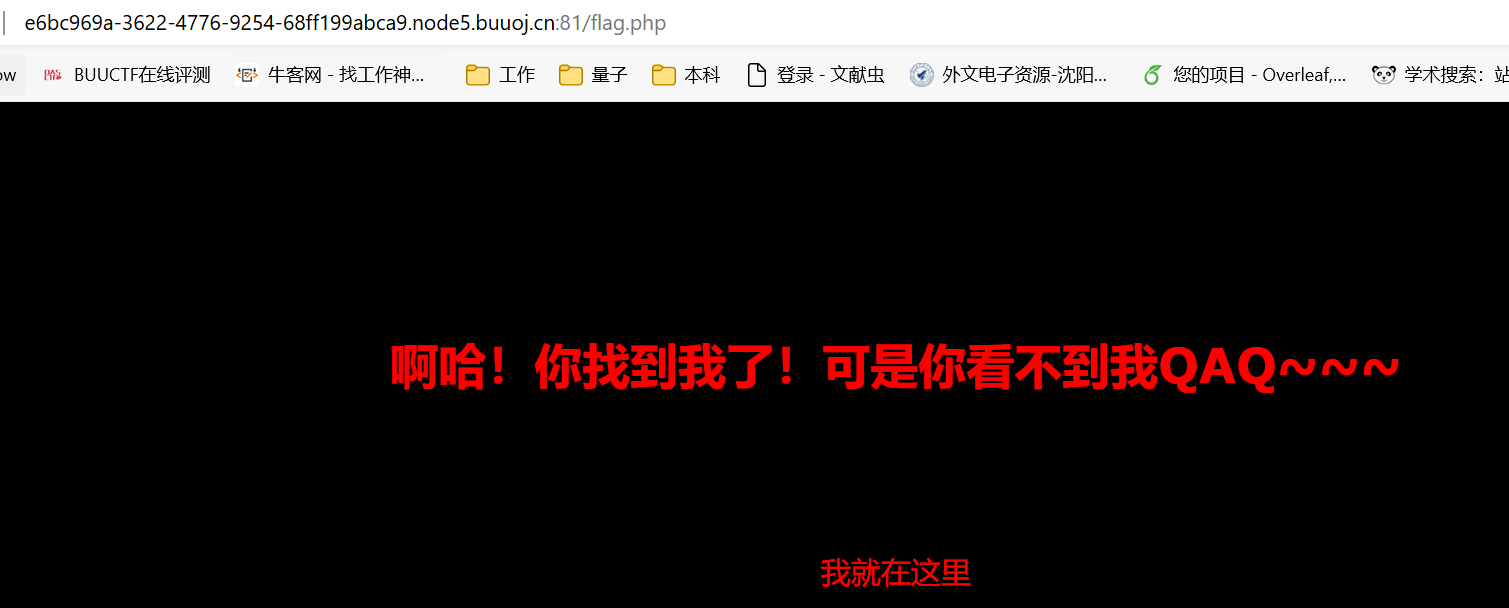 e6bc969a-3622-4776-9254-68ff199abca9.node5.buuoj.cn:81/flag.php
ow BUUCTF在线评测 牛客网 - 找工作神... 工作 量子 本科 登录 - 文献虫 外文电子资源-沈阳... 您的项目 - Overleaf,... 学术搜索：站
啊哈！你找到我了！可是你看不到我QAQ~~~
我就在这里